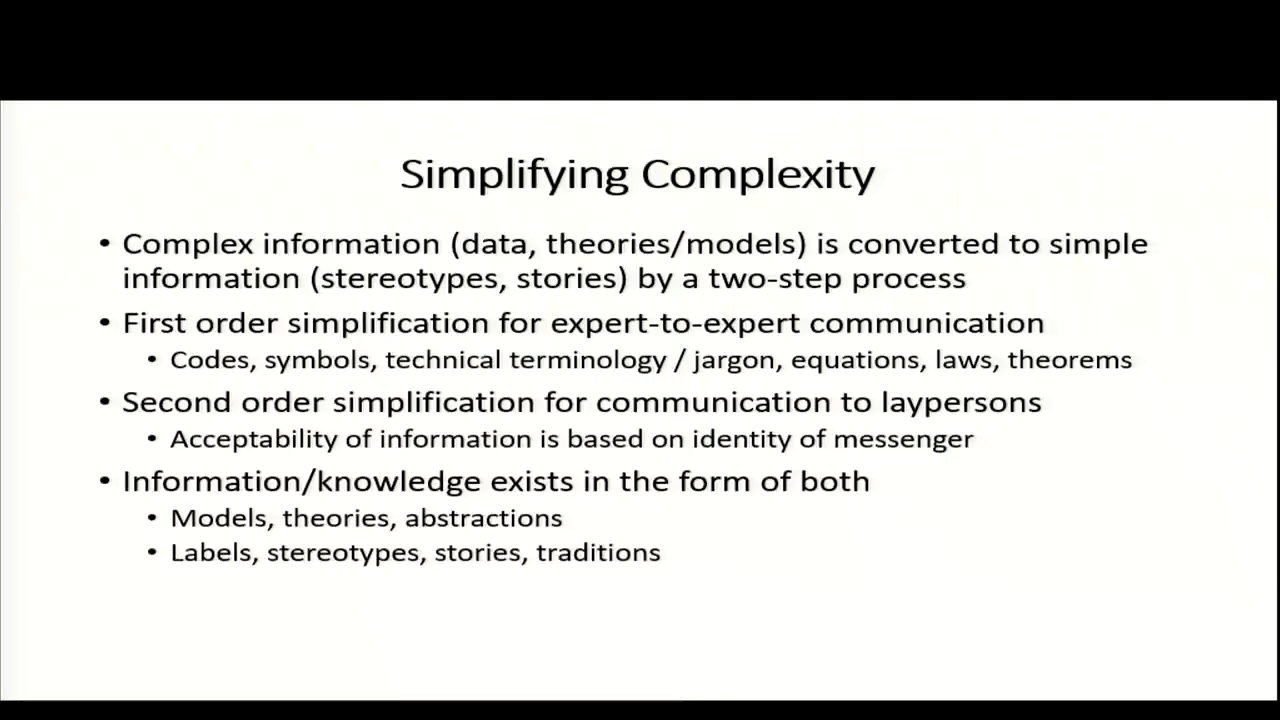 Simplifying Complexity
• Complex information (data, theories/models) is converted to simple
information (stereotypes, stories) by a two-step process
• First order simplification for expert-to-expert communication
• Codes, symbols, technical terminology / jargon, equations, laws, theorems
• Second order simplification for communication to laypersons
• Acceptability of information is based on identity of messenger
• Information/knowledge exists in the form of both
• Models, theories, abstractions
• Labels, stereotypes, stories, traditions